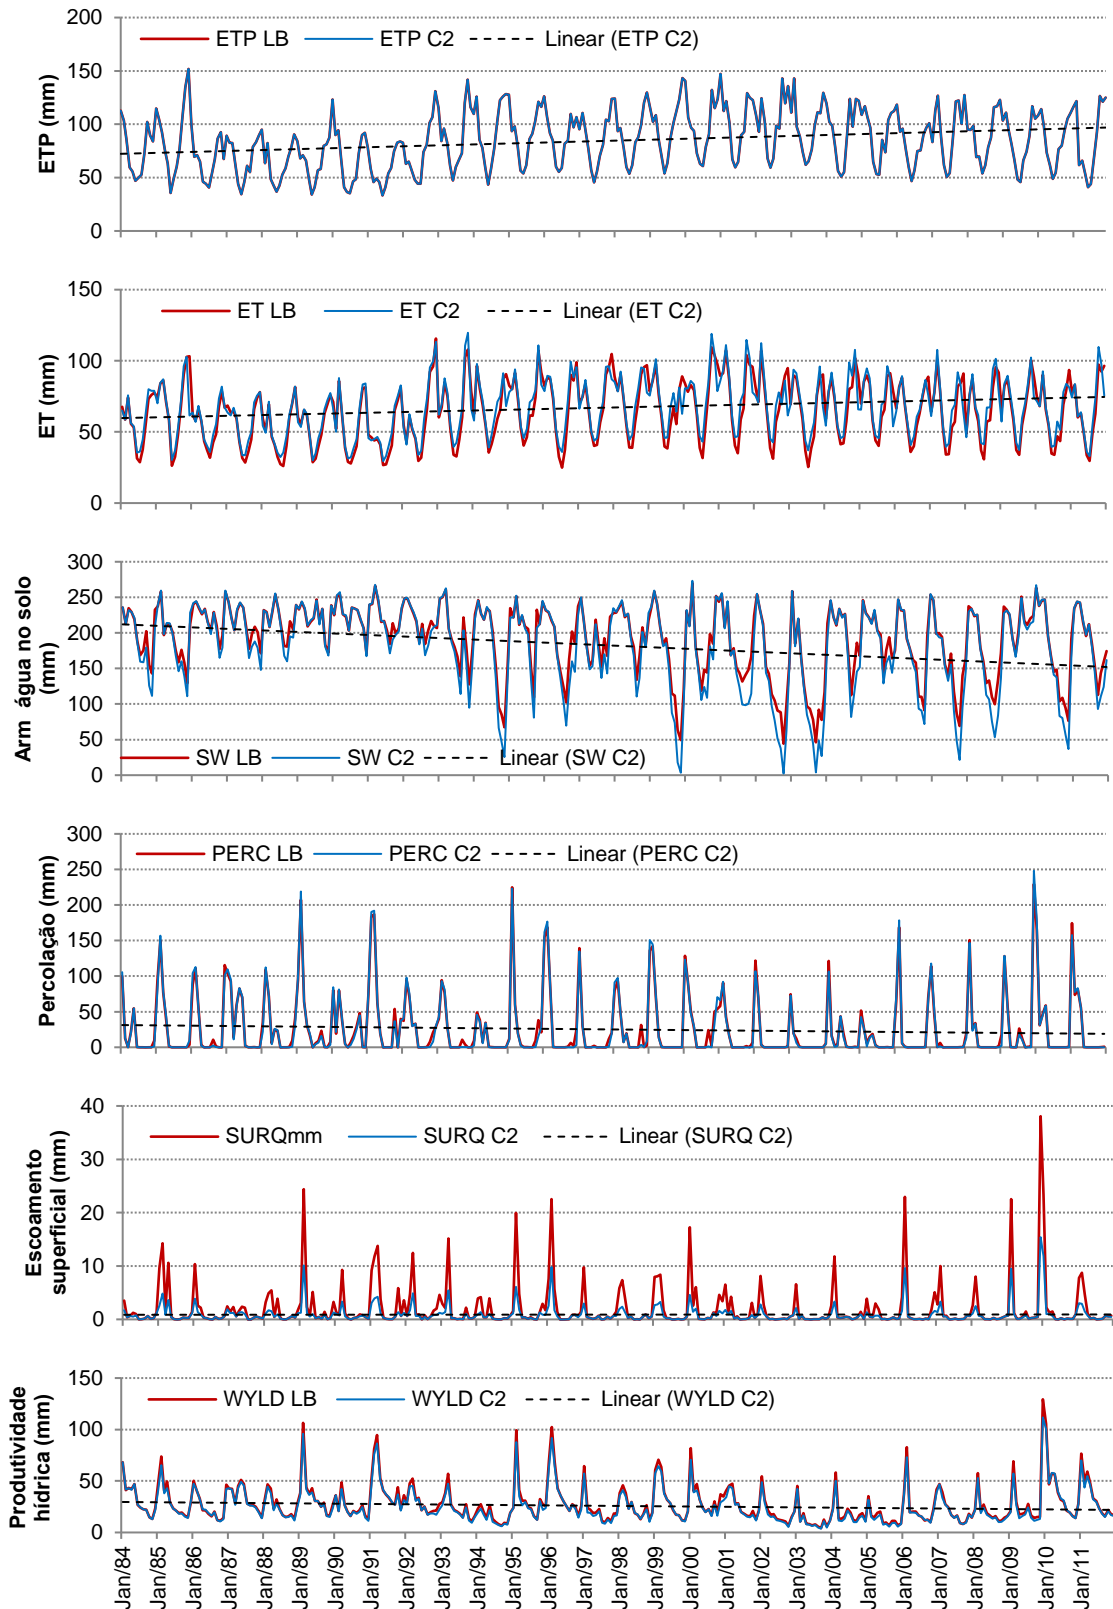 200
150
100
50
0
ETP (mm)
ETP LB ETP C2 Linear (ETP C2)
150
100
50
0
ET (mm)
ET LB ET C2 Linear (ET C2)
300
250
200
150
100
50
0
Arm água no solo
(mm)
SW LB SW C2 Linear (SW C2)
300
250
200
150
100
50
0
Percolação (mm)
PERC LB PERC C2 Linear (PERC C2)
40
30
20
10
0
Escoamento
superficial (mm)
SURQmm SURQ C2 Linear (SURQ C2)
150
100
50
0
Produtividade
hídrica (mm)
WYLD LB WYLD C2 Linear (WYLD C2)
Jan/84
Jan/85
Jan/86
Jan/87
Jan/88
Jan/89
Jan/90
Jan/91
Jan/92
Jan/93
Jan/94
Jan/95
Jan/96
Jan/97
Jan/98
Jan/99
Jan/00
Jan/01
Jan/02
Jan/03
Jan/04
Jan/05
Jan/06
Jan/07
Jan/08
Jan/09
Jan/10
Jan/11